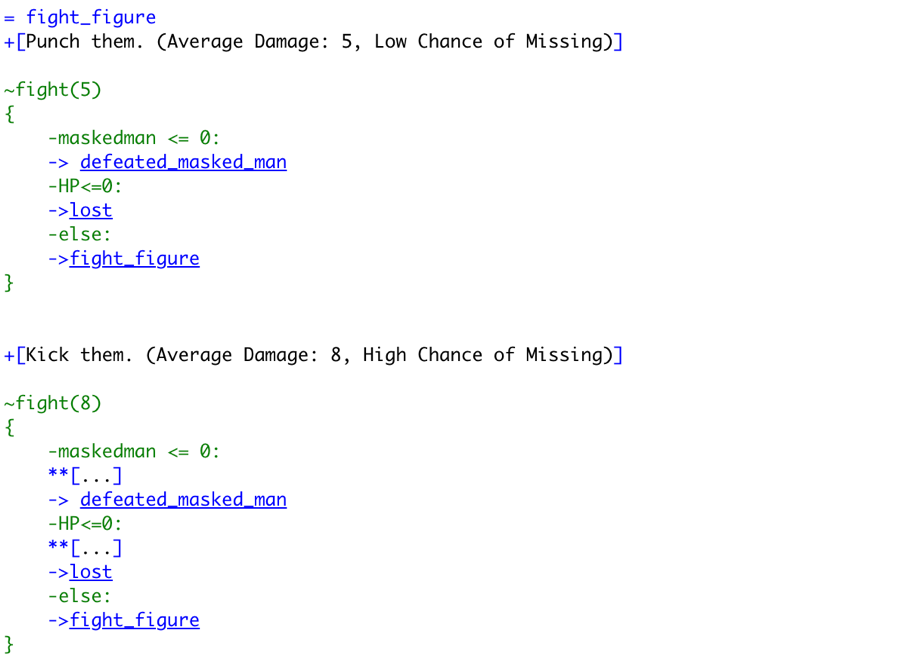 = fight_figure
+[Punch them. (Average Damage: 5, Low Chance of Missing)]
~fight(5)
{
-maskedman <= 0:
-> defeated_masked_man
-HP<=0:
->lost
-else:
->fight_figure
}
+[Kick them. (Average Damage: 8, High Chance of Missing)]
~fight(8)
{
-maskedman <= 0:
**[...]
-> defeated_masked_man
-HP<=0:
**[...]
->lost
-else:
->fight_figure
}